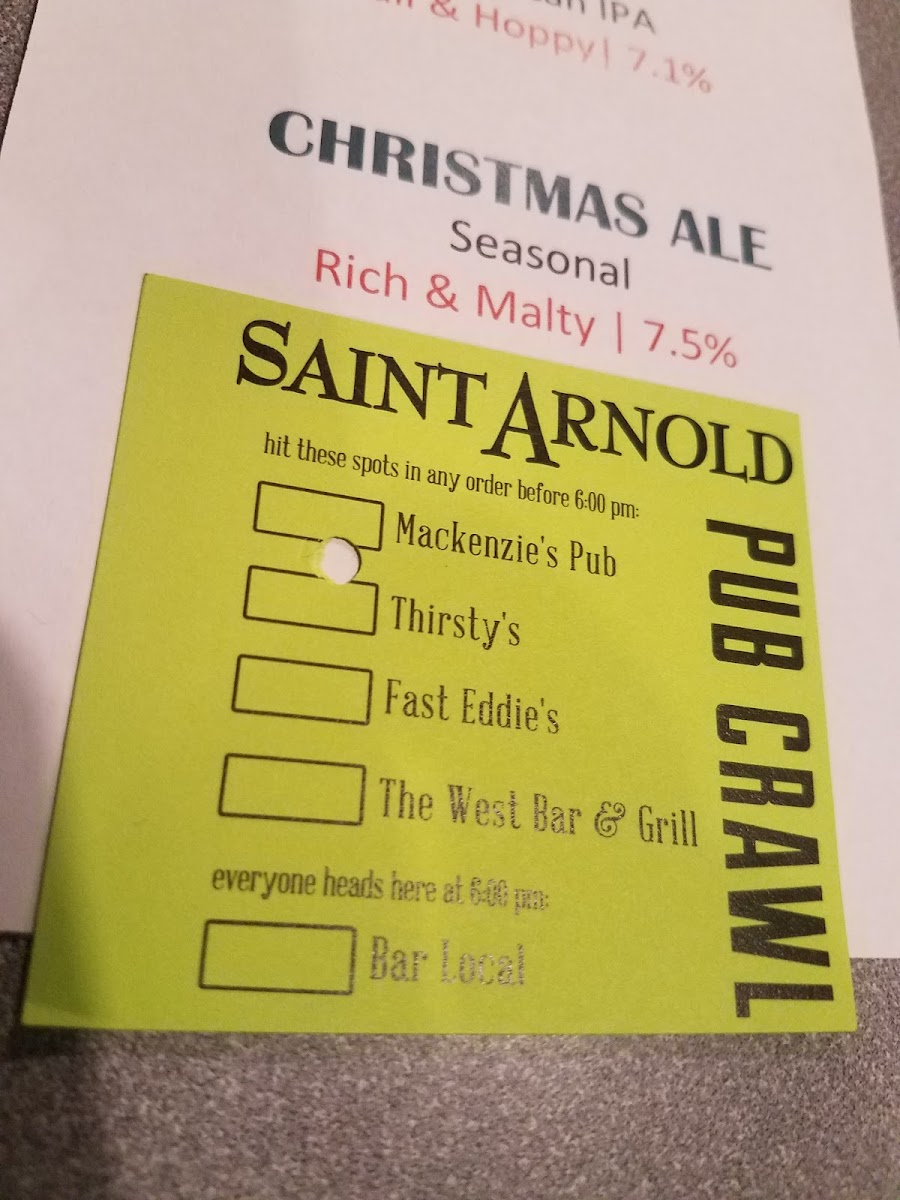 IPA
& Hoppy| 7.1%
CHRISTMAS ALE
Seasonal
Rich & Malty | 7.5%
SAINT ARNOLD
PUB CRAWL
hit these spots in any order before 6:00 pm:
Mackenzie's Pub
Thirsty's
Fast Eddie's
The West Bar & Grill
everyone heads here at 6:00 pm:
Bar Local